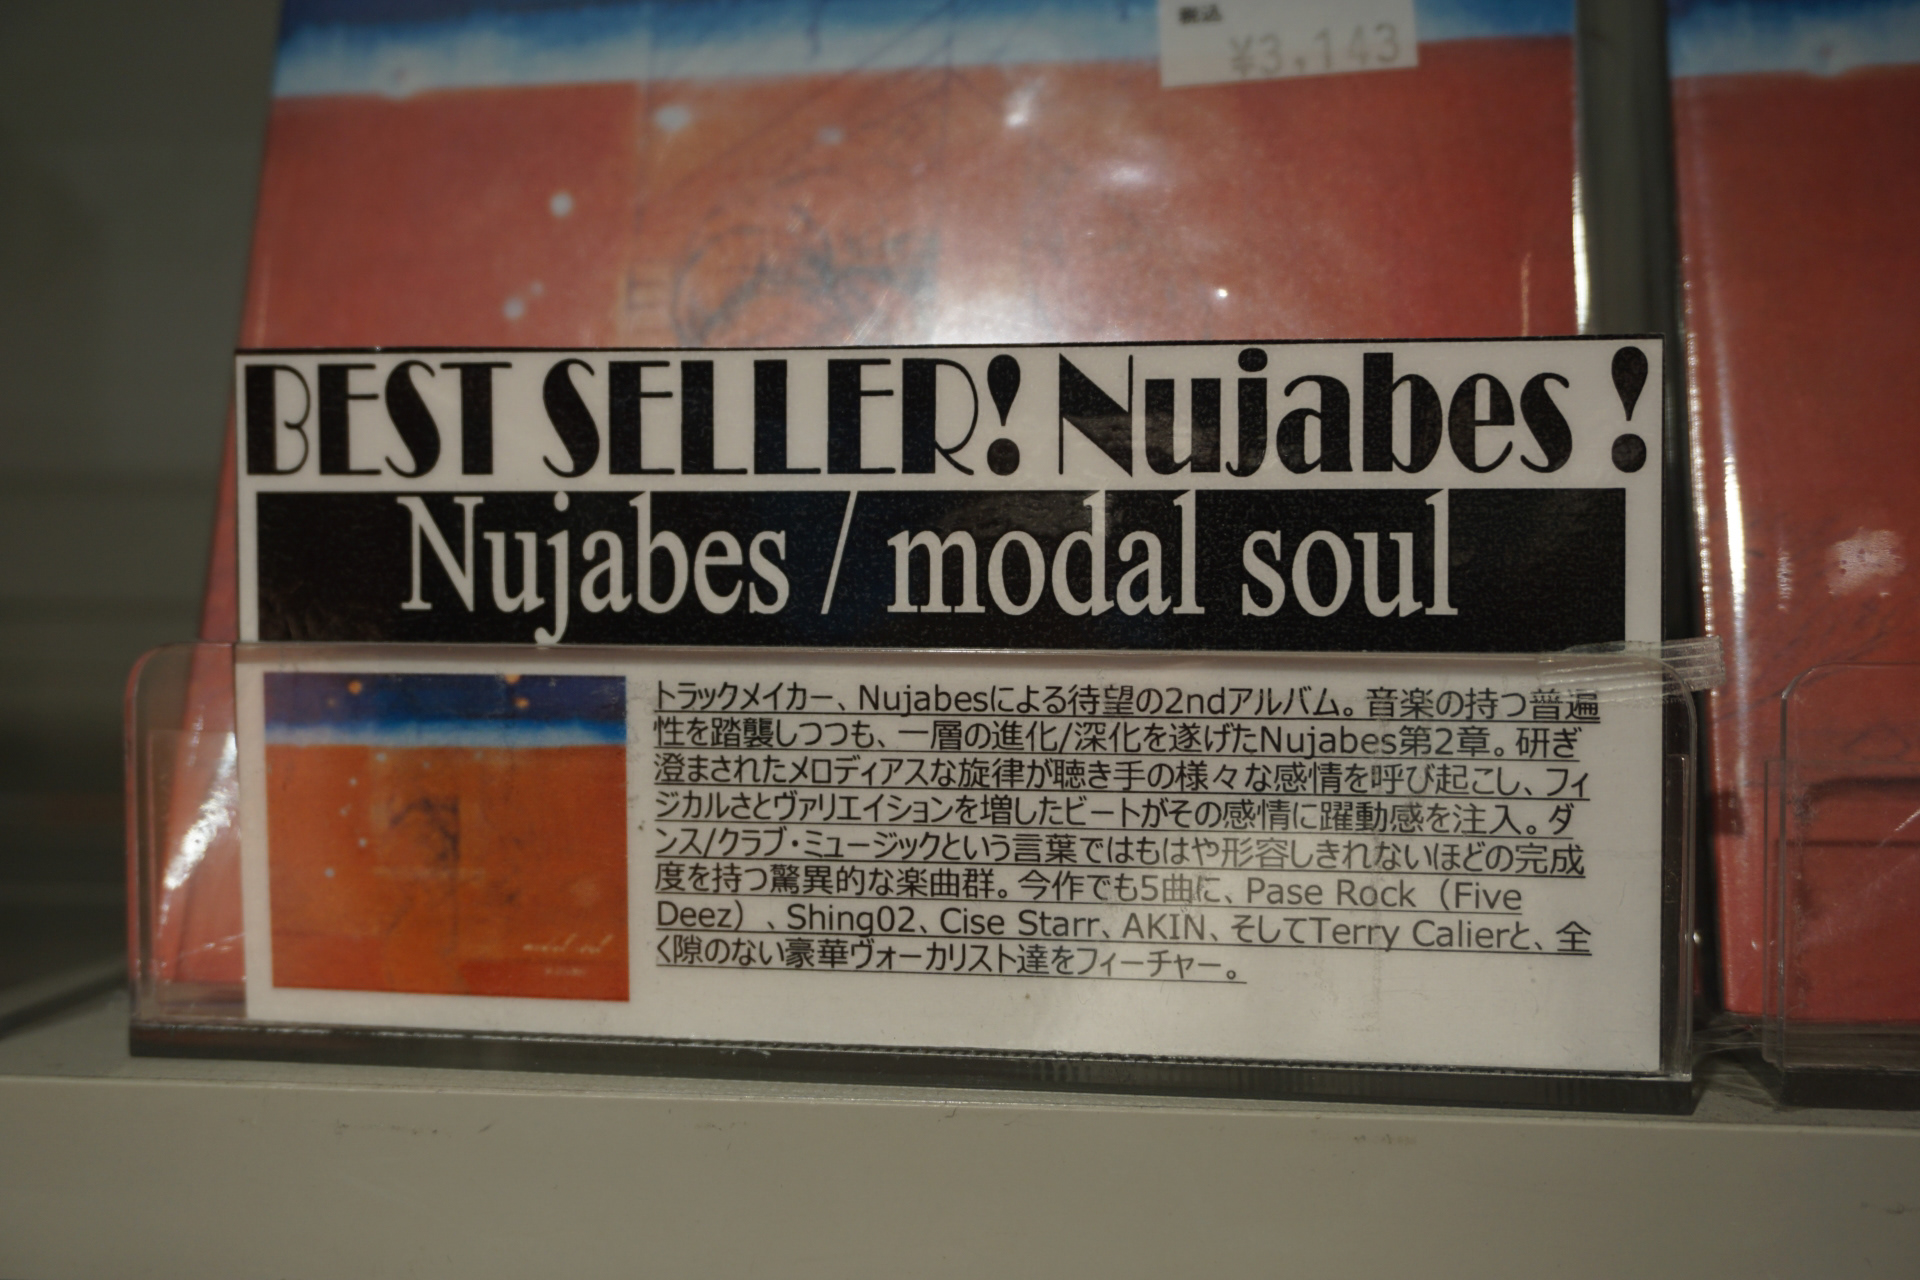 税込
¥3,143
BEST SELLER! Nujabes !
Nujabes / modal soul
トラックメイカー、Nujabesによる待望の2ndアルバム。音楽の持つ普遍
性を踏襲しつつも、一層の進化/深化を遂げたNujabes第2章。研ぎ
澄まされたメロディアスな旋律が聴き手の様々な感情を呼び起こし、フィ
ジカルさとヴァリエイションを増したビートがその感情に躍動感を注入。ダ
ンス/クラブ・ミュージックという言葉ではもはや形容しきれないほどの完成
度を持つ驚異的な楽曲群。今作でも5曲に、Pase Rock（Five
Deez）、Shing02、Cise Starr、AKIN、そしてTerry Calierと、全
く隙のない豪華ヴォーカリスト達をフィーチャー。
modal soul